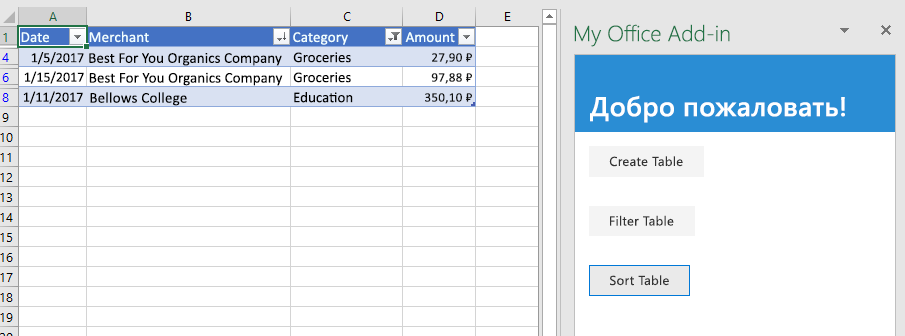 A B C D E
1 Date Merchant Category Amount
4 1/5/2017 Best For You Organics Company Groceries 27,90 ₽
6 1/15/2017 Best For You Organics Company Groceries 97,88 ₽
8 1/11/2017 Bellows College Education 350,10 ₽
9
10
11
12
13
14
15
16
17
18
19
My Office Add-in
Добро пожаловать!
Create Table
Filter Table
Sort Table